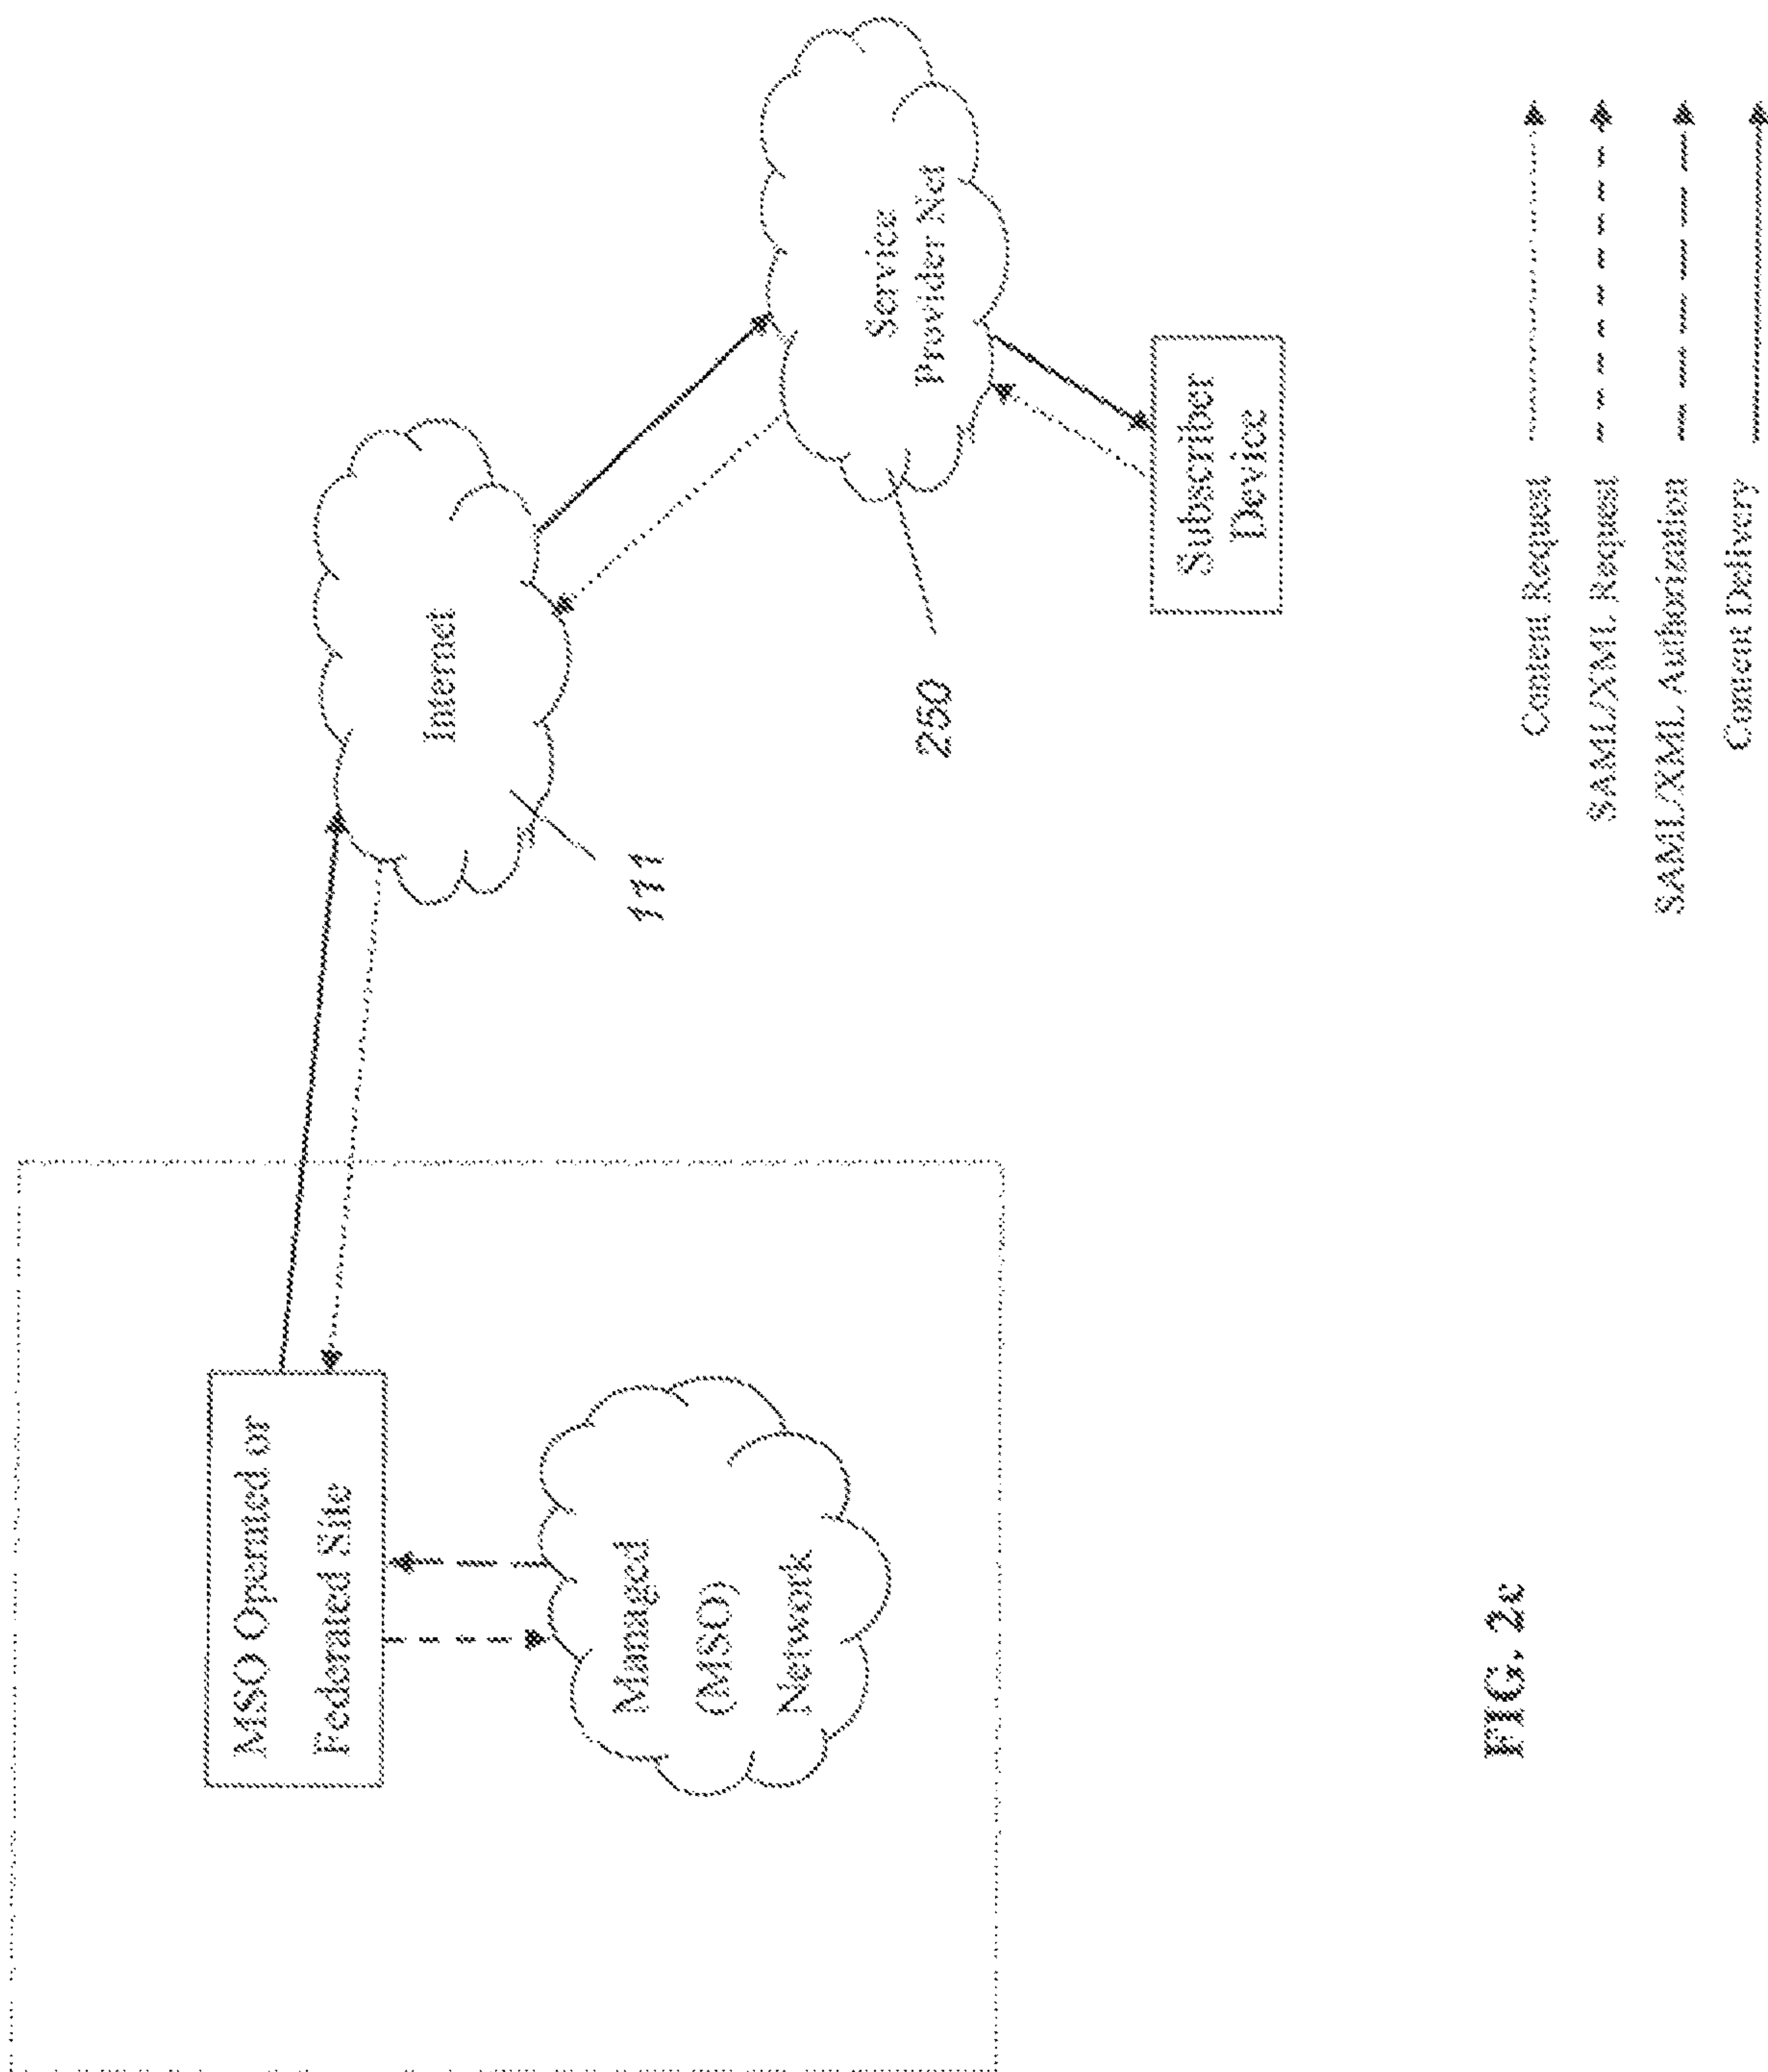 MSO Operated or
Federated Site
Managed
(MSO)
Network
Internet
111
Service
Provider Net
250
Subscriber
Device
Content Request
SAML/XML Request
SAML/XML Authorization
Content Delivery
FIG. 2c